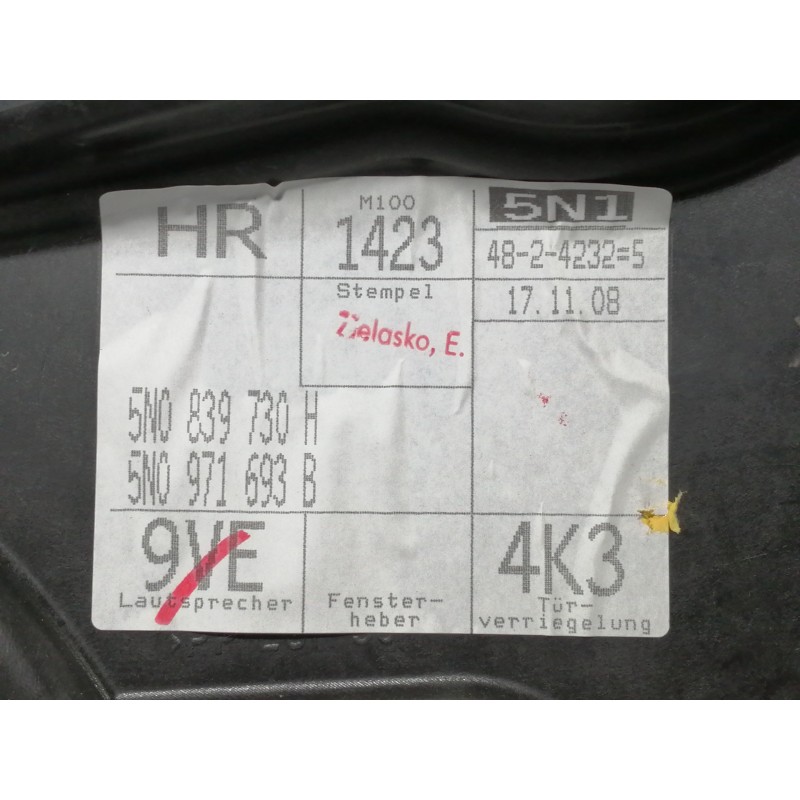 HR
M100
1423
5N1
48-2-4232=5
Stempel
17.11.08
Zielasko, E.
5N0 839 730 H
5N0 971 693 B
9VE
Lautsprecher
Fenster-
heber
4K3
Tür-
verriegelung